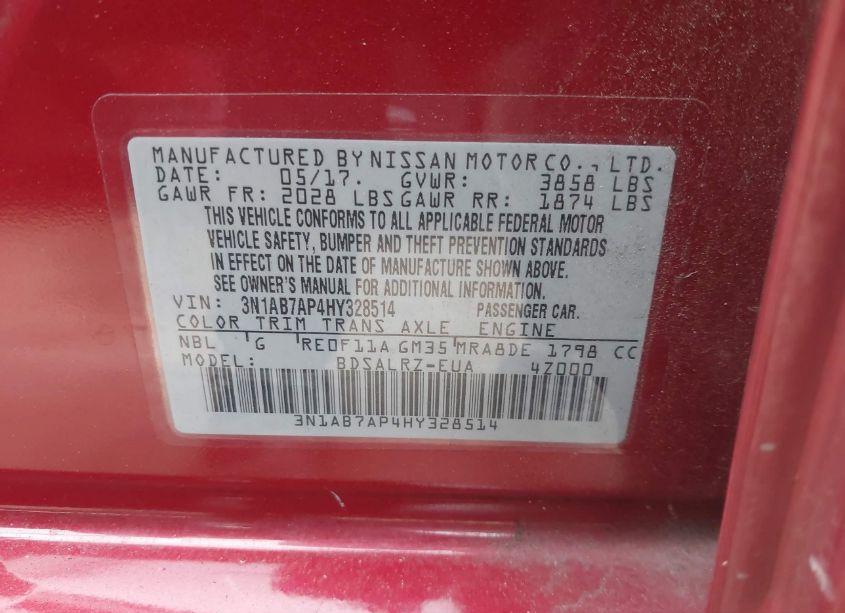 MANUFACTURED BY NISSAN MOTOR CO., LTD.
DATE: 05/17. GVWR: 3858 LBS
GAWR FR: 2028 LBS GAWR RR: 1874 LBS
THIS VEHICLE CONFORMS TO ALL APPLICABLE FEDERAL MOTOR
VEHICLE SAFETY, BUMPER AND THEFT PREVENTION STANDARDS
IN EFFECT ON THE DATE OF MANUFACTURE SHOWN ABOVE.
SEE OWNER'S MANUAL FOR ADDITIONAL INFORMATION.
VIN: 3N1AB7AP4HY328514 PASSENGER CAR.
COLOR TRIM TRANS AXLE ENGINE
NBL G RE0F11A GM35 MRA8DE 1798 CC
MODEL: BDSALRZ-EUA 4Z000
3N1AB7AP4HY328514